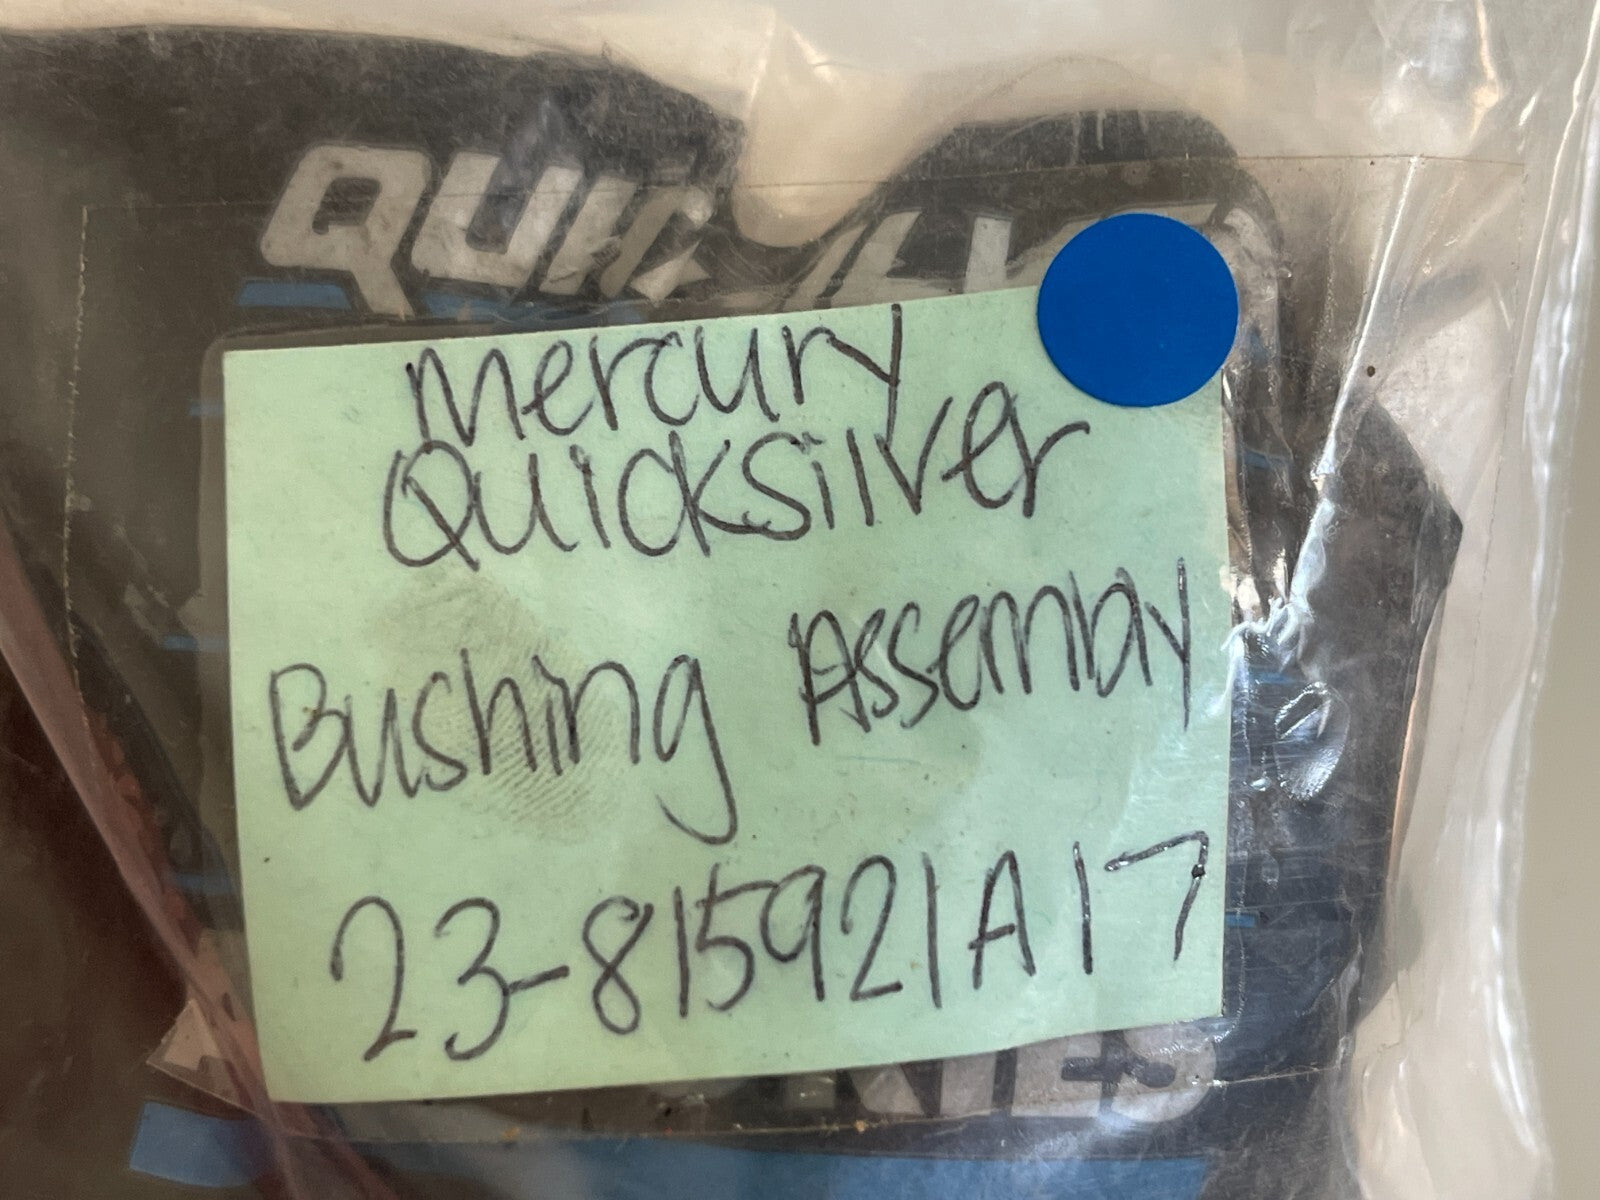 mercury
Quicksilver
Bushing Assembly
23-815921A17